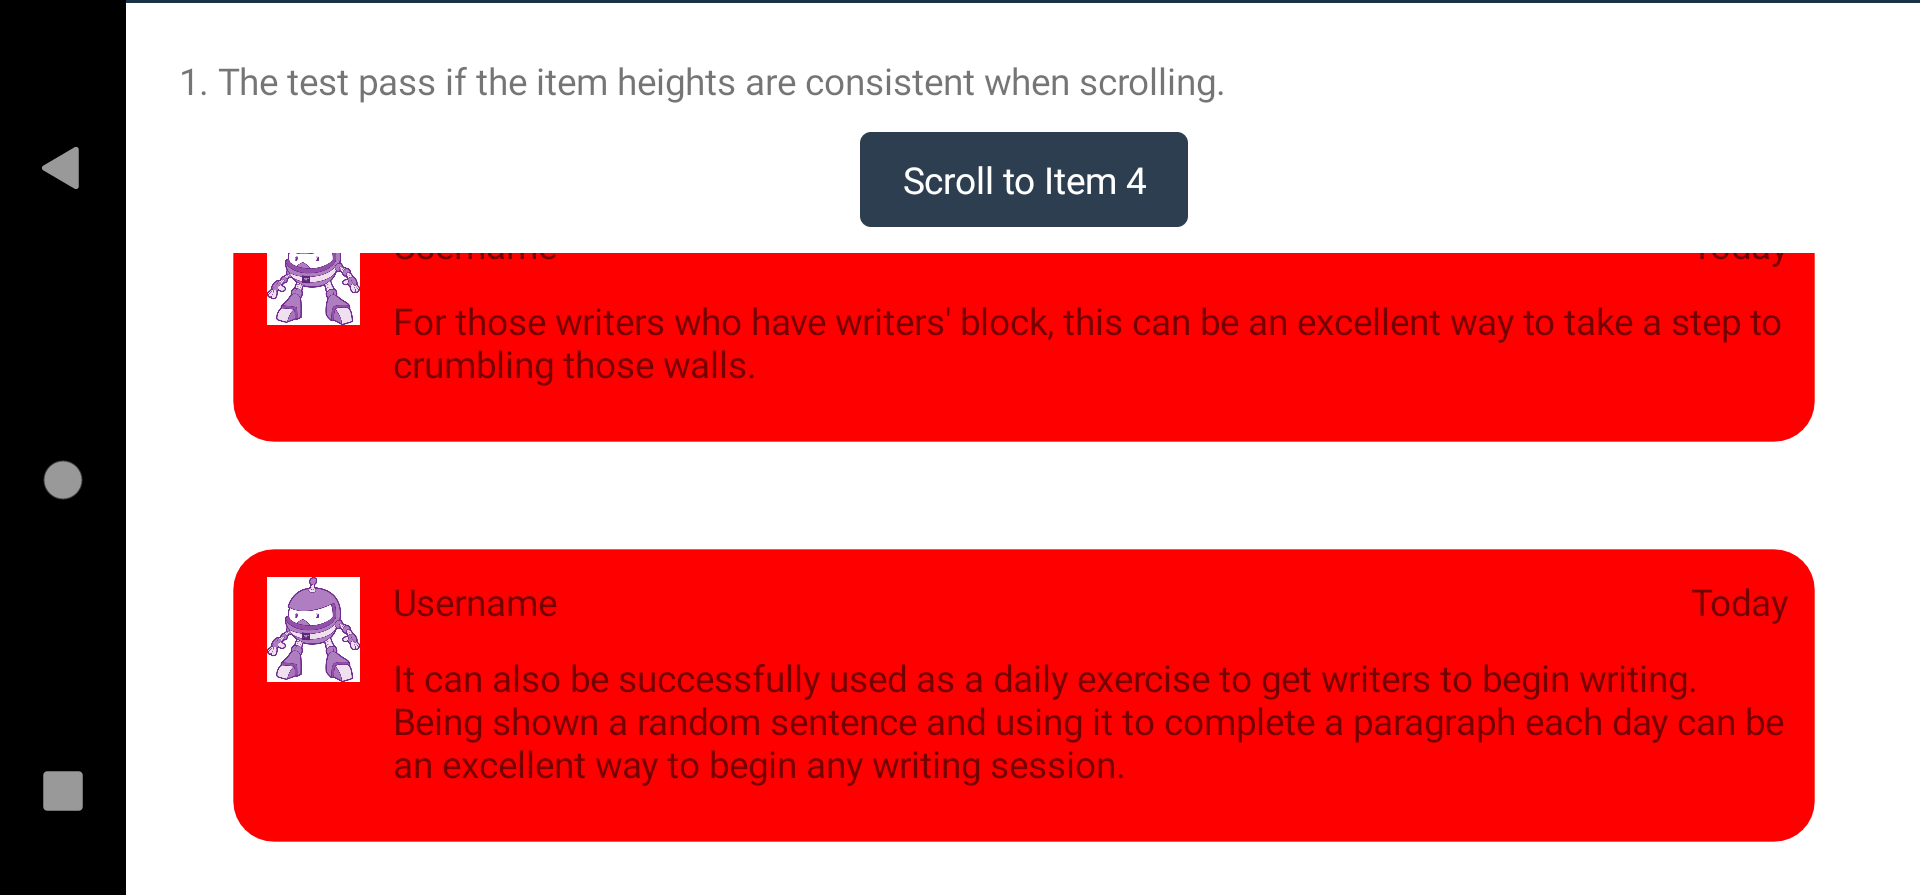 1. The test pass if the item heights are consistent when scrolling.
Scroll to Item 4
Username Today
For those writers who have writers' block, this can be an excellent way to take a step to
crumbling those walls.
Username Today
It can also be successfully used as a daily exercise to get writers to begin writing.
Being shown a random sentence and using it to complete a paragraph each day can be
an excellent way to begin any writing session.